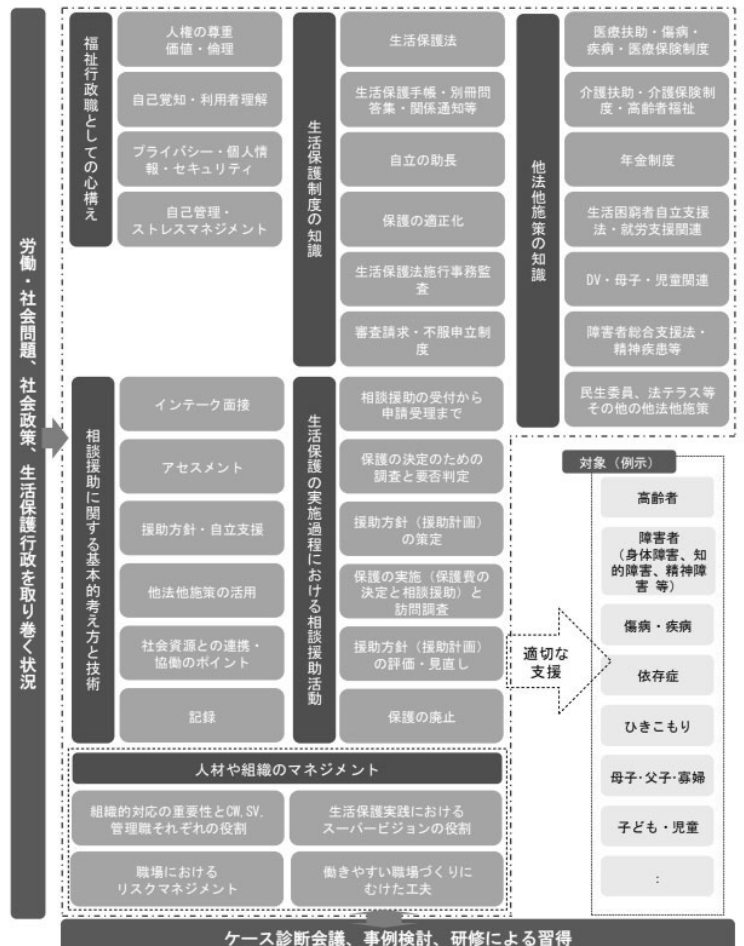 労働・社会問題、社会政策、生活保護行政を取り巻く状況
福祉行政職としての心構え
人権の尊重
価値・倫理
自己覚知・利用者理解
プライバシー・個人情
報・セキュリティ
自己管理・
ストレスマネジメント
生活保護制度の知識
生活保護法
生活保護手帳・別冊問
答集・関係通知等
自立の助長
保護の適正化
生活保護法施行事務監
査
審査請求・不服申立制
度
他法他施策の知識
医療扶助・傷病・
疾病・医療保険制度
介護扶助・介護保険制
度・高齢者福祉
年金制度
生活困窮者自立支援
法・就労支援関連
DV・母子・児童関連
障害者総合支援法・
精神疾患等
民生委員、法テラス等
その他の他法他施策
相談援助に関する基本的考え方と技術
インテーク面接
アセスメント
援助方針・自立支援
他法他施策の活用
社会資源との連携・
協働のポイント
記録
生活保護の実施過程における相談援助活動
相談援助の受付から
申請受理まで
保護の決定のための
調査と要否判定
援助方針（援助計画）
の策定
保護の実施（保護費の
決定と相談援助）と
訪問調査
援助方針（援助計画）
の評価・見直し
保護の廃止
適切な
支援
対象（例示）
高齢者
障害者
（身体障害、知
的障害、精神障
害 等）
傷病・疾病
依存症
ひきこもり
母子・父子・寡婦
子ども・児童
：
人材や組織のマネジメント
組織的対応の重要性とCW,SV,
管理職それぞれの役割
生活保護実践における
スーパービジョンの役割
職場における
リスクマネジメント
働きやすい職場づくりに
むけた工夫
ケース診断会議、事例検討、研修による習得